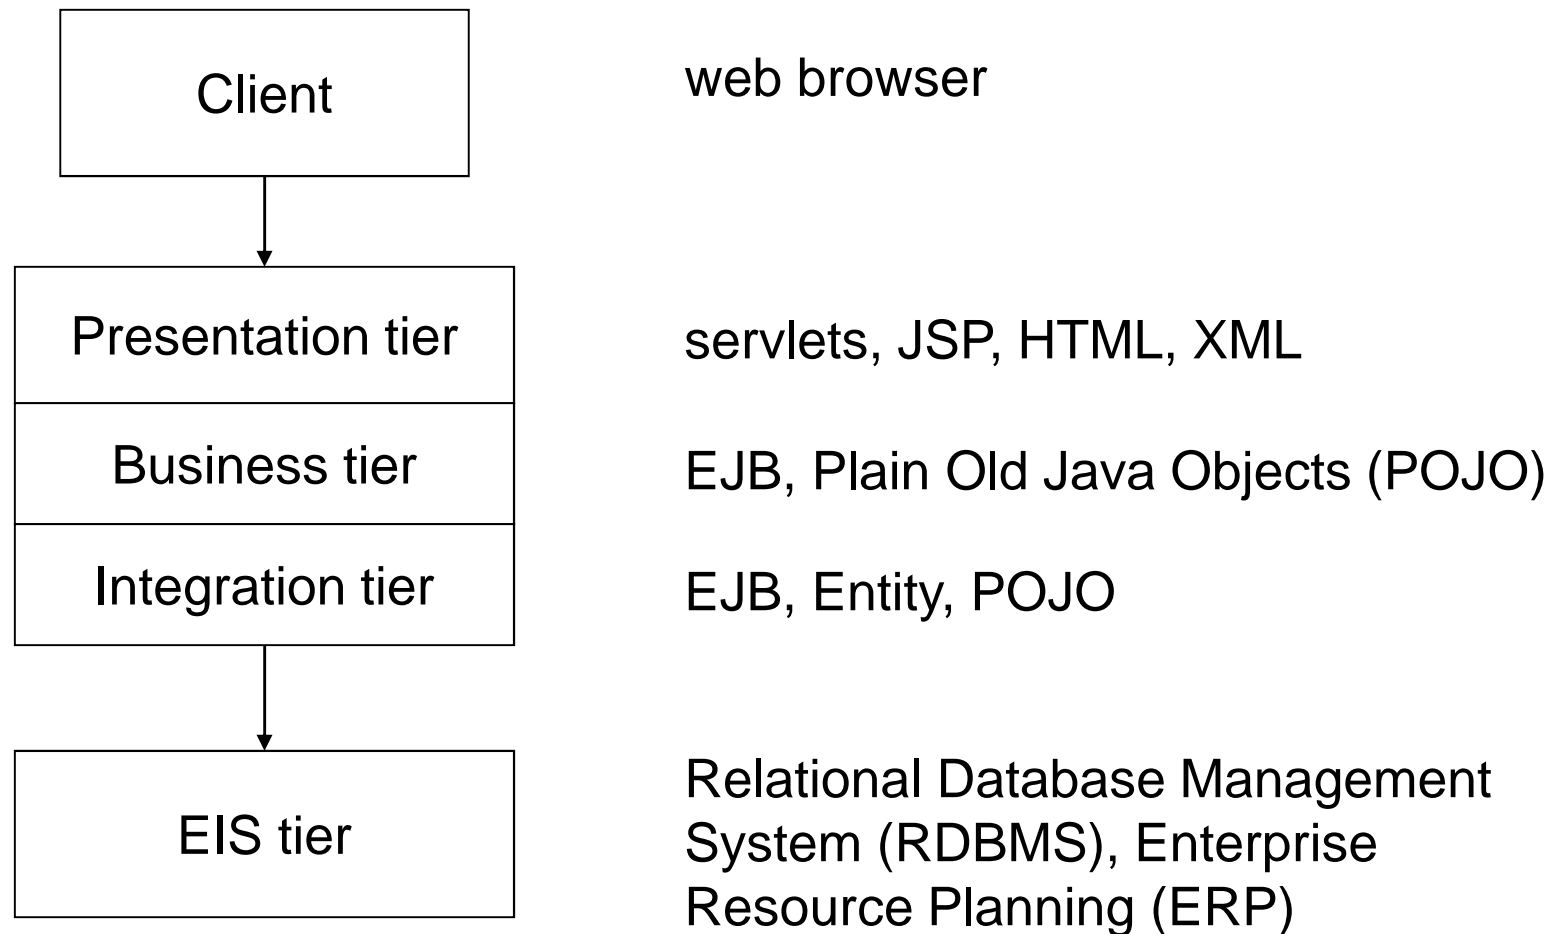 Client
web browser
Presentation tier
servlets, JSP, HTML, XML
Business tier
EJB, Plain Old Java Objects (POJO)
Integration tier
EJB, Entity, POJO
EIS tier
Relational Database Management
System (RDBMS), Enterprise
Resource Planning (ERP)